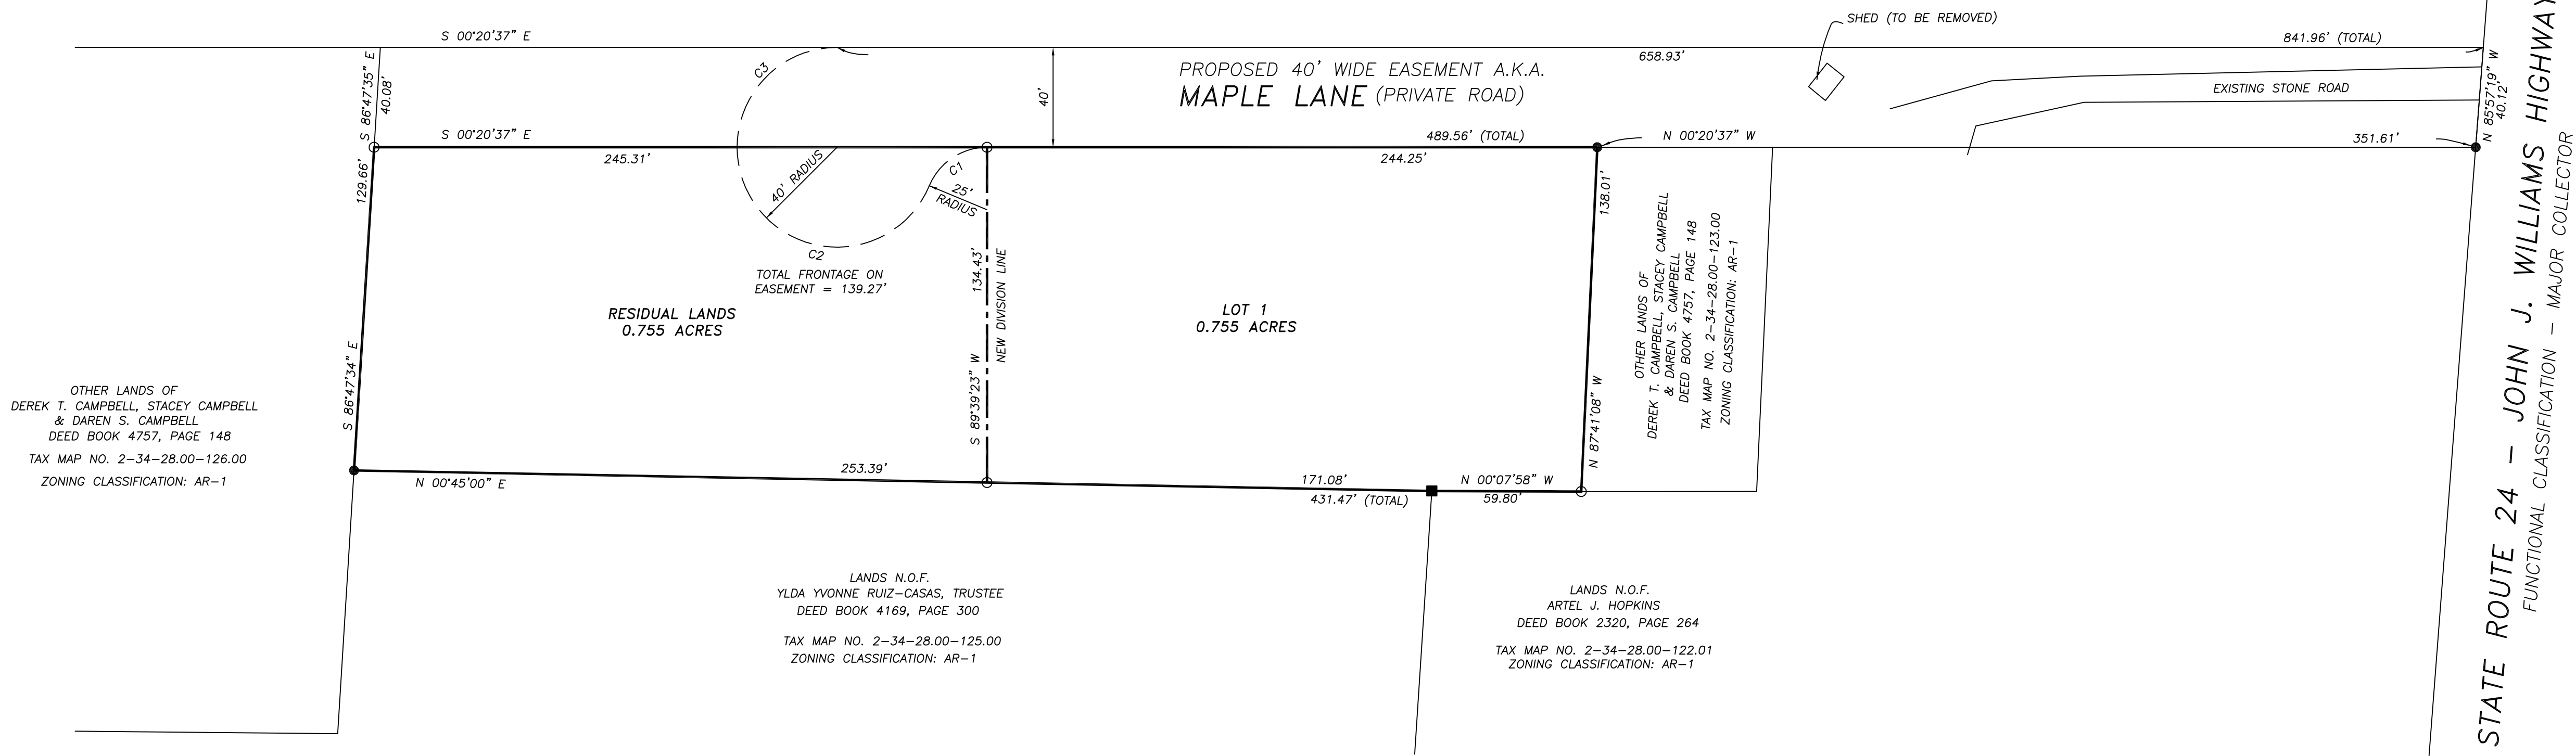 S 00°20'37" E
SHED (TO BE REMOVED)
841.96' (TOTAL)
658.93'
S 86°47'35" E
40.08'
C3
40'
PROPOSED 40' WIDE EASEMENT A.K.A.
MAPLE LANE (PRIVATE ROAD)
EXISTING STONE ROAD
N 85°57'19" W
40.12'
S 00°20'37" E
489.56' (TOTAL)
N 00°20'37" W
351.61'
129.66'
245.31'
244.25'
40' RADIUS
C1
25'
RADIUS
138.01'
C2
TOTAL FRONTAGE ON
EASEMENT = 139.27'
134.43'
NEW DIVISION LINE
S 89°39'23" W
RESIDUAL LANDS
0.755 ACRES
LOT 1
0.755 ACRES
OTHER LANDS OF
DEREK T. CAMPBELL, STACEY CAMPBELL
& DAREN S. CAMPBELL
DEED BOOK 4757, PAGE 148
TAX MAP NO. 2-34-28.00-123.00
ZONING CLASSIFICATION: AR-1
S 86°47'34" E
N 87°41'08" W
OTHER LANDS OF
DEREK T. CAMPBELL, STACEY CAMPBELL
& DAREN S. CAMPBELL
DEED BOOK 4757, PAGE 148
TAX MAP NO. 2-34-28.00-126.00
ZONING CLASSIFICATION: AR-1
253.39'
N 00°45'00" E
171.08'
431.47' (TOTAL)
N 00°07'58" W
59.80'
LANDS N.O.F.
YLDA YVONNE RUIZ-CASAS, TRUSTEE
DEED BOOK 4169, PAGE 300
TAX MAP NO. 2-34-28.00-125.00
ZONING CLASSIFICATION: AR-1
LANDS N.O.F.
ARTEL J. HOPKINS
DEED BOOK 2320, PAGE 264
TAX MAP NO. 2-34-28.00-122.01
ZONING CLASSIFICATION: AR-1
STATE ROUTE 24 - JOHN J. WILLIAMS HIGHWAY
FUNCTIONAL CLASSIFICATION - MAJOR COLLECTOR